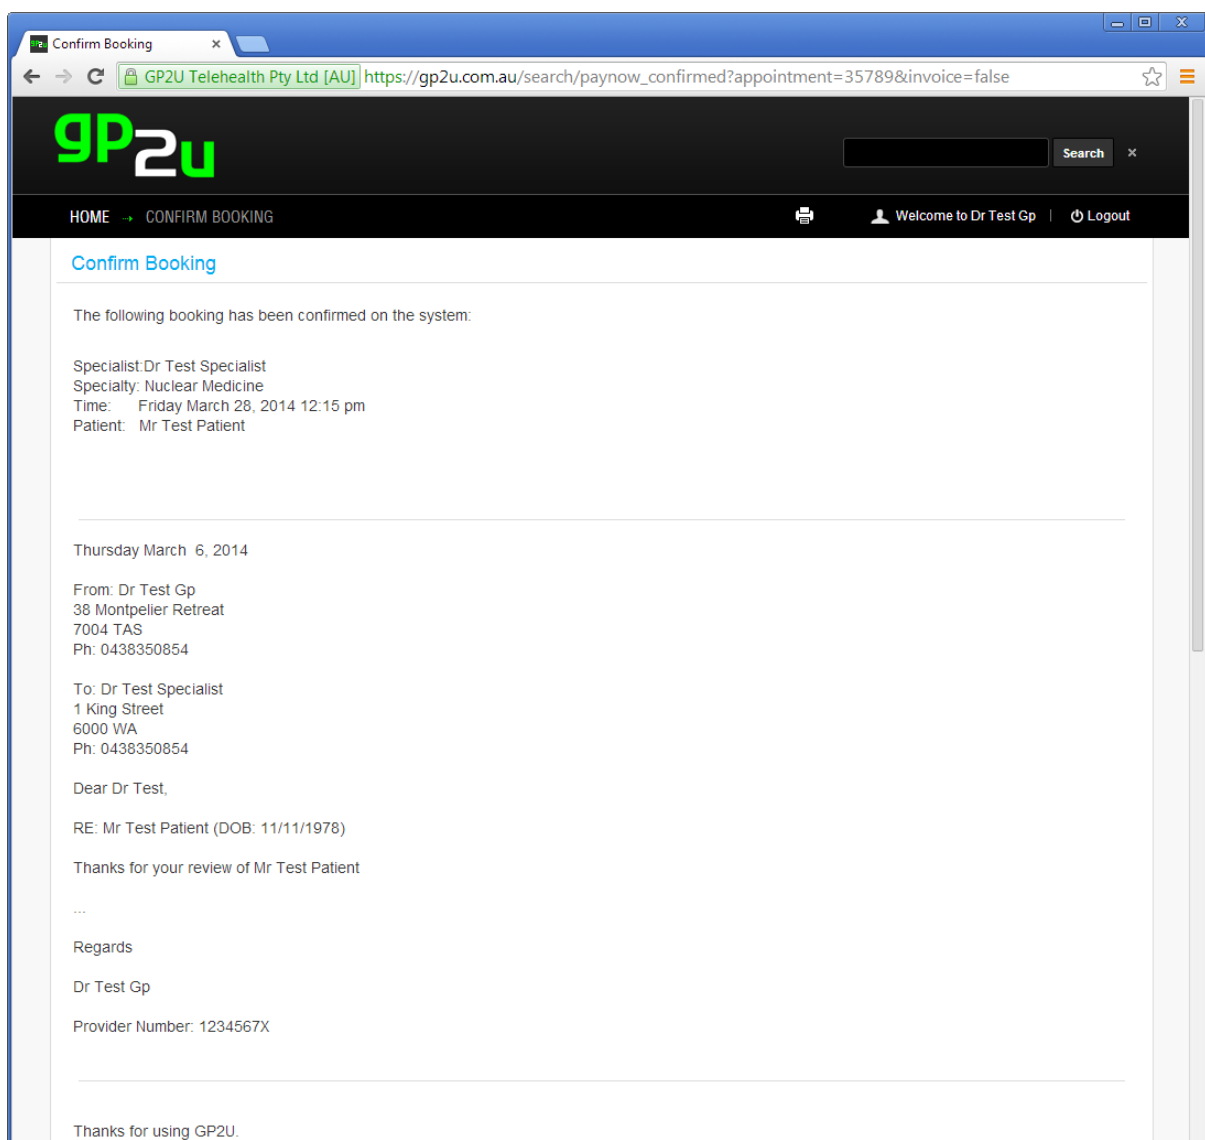 Confirm Booking
GP2U Telehealth Pty Ltd [AU] https://gp2u.com.au/search/paynow_confirmed?appointment=35789&invoice=false
gP2u
Search
HOME CONFIRM BOOKING Welcome to Dr Test Gp | Logout
Confirm Booking
The following booking has been confirmed on the system:
Specialist:Dr Test Specialist
Specialty: Nuclear Medicine
Time: Friday March 28, 2014 12:15 pm
Patient: Mr Test Patient
Thursday March 6, 2014
From: Dr Test Gp
38 Montpelier Retreat
7004 TAS
Ph: 0438350854
To: Dr Test Specialist
1 King Street
6000 WA
Ph: 0438350854
Dear Dr Test,
RE: Mr Test Patient (DOB: 11/11/1978)
Thanks for your review of Mr Test Patient
...
Regards
Dr Test Gp
Provider Number: 1234567X
Thanks for using GP2U.